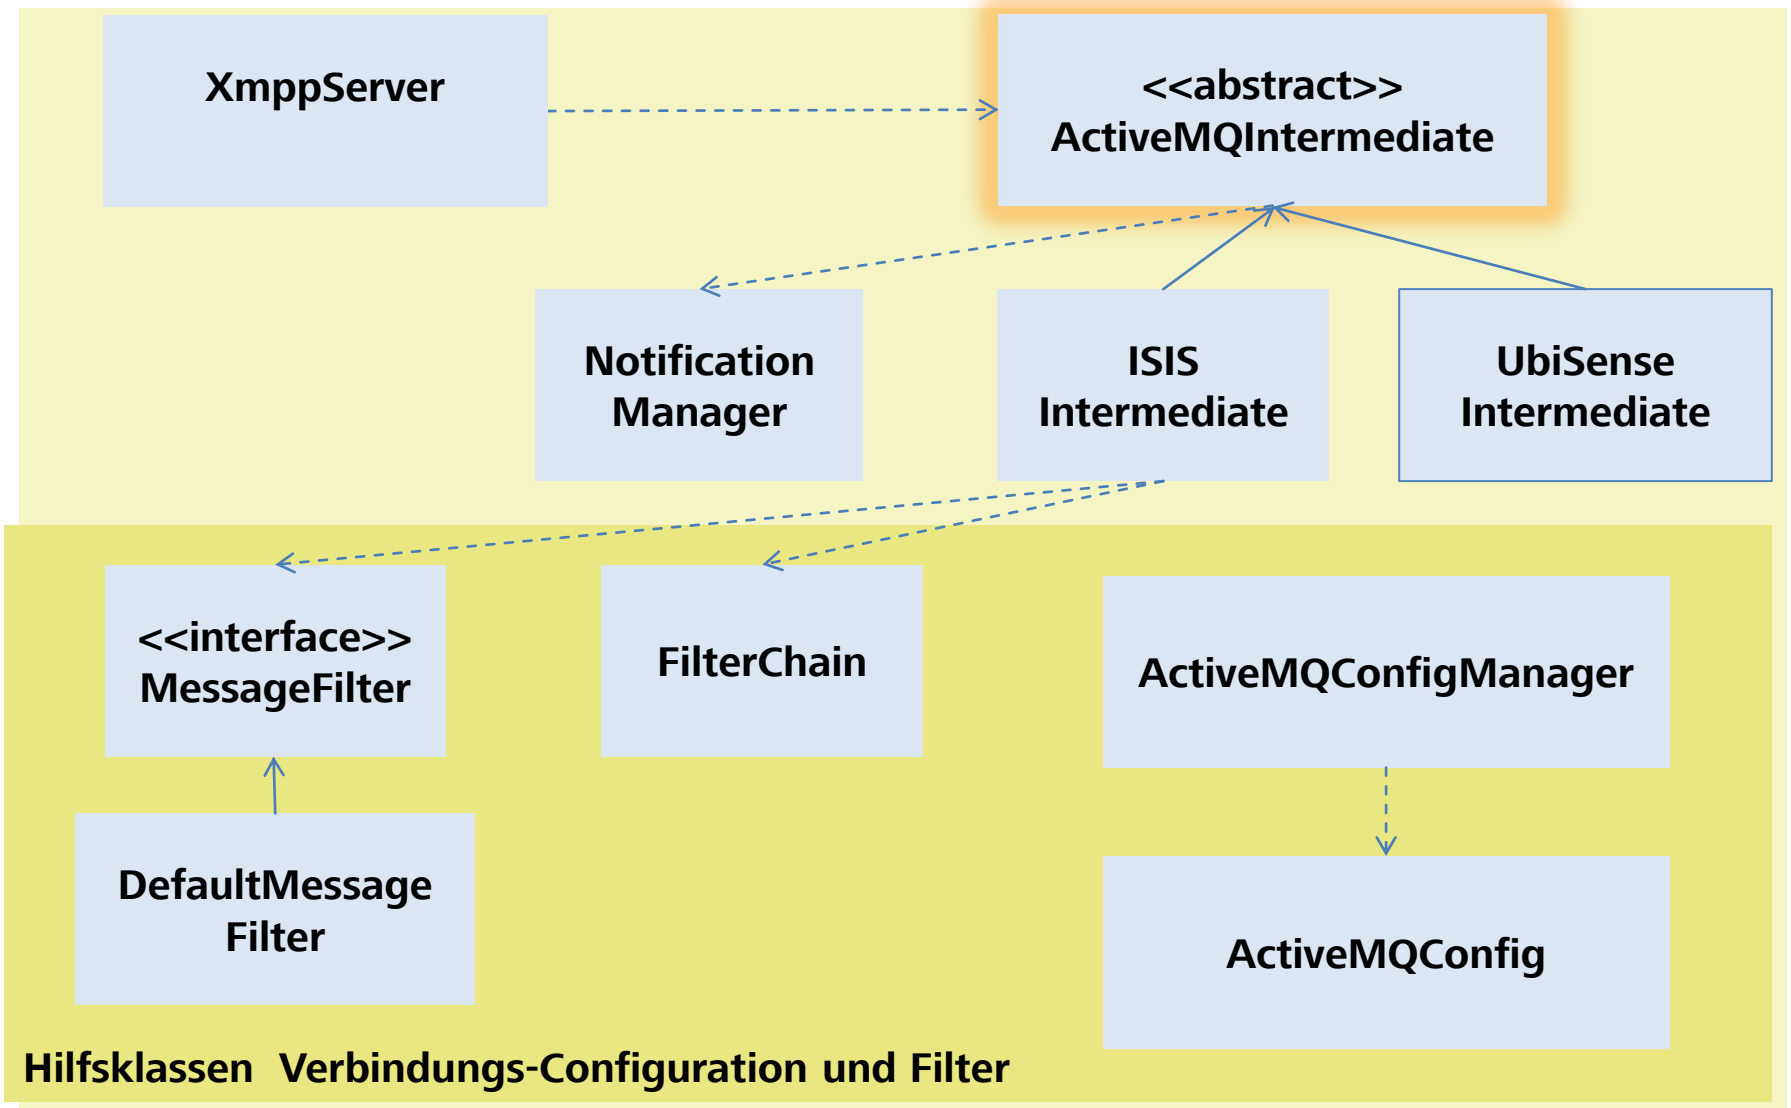 XmppServer
<<abstract>>
ActiveMQIntermediate
Notification
Manager
ISIS
Intermediate
UbiSense
Intermediate
<<interface>>
MessageFilter
FilterChain
ActiveMQConfigManager
DefaultMessage
Filter
ActiveMQConfig
Hilfsklassen  Verbindungs-Configuration und Filter